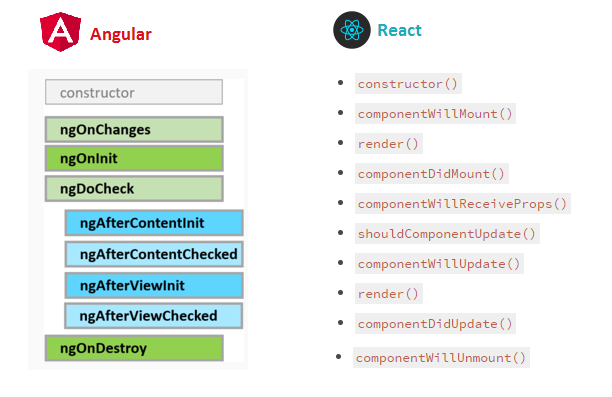 Angular
constructor
ngOnChanges
ngOnInit
ngDoCheck
ngAfterContentInit
ngAfterContentChecked
ngAfterViewInit
ngAfterViewChecked
ngOnDestroy
React
constructor()
componentWillMount()
render()
componentDidMount()
componentWillReceiveProps()
shouldComponentUpdate()
componentWillUpdate()
render()
componentDidUpdate()
componentWillUnmount()